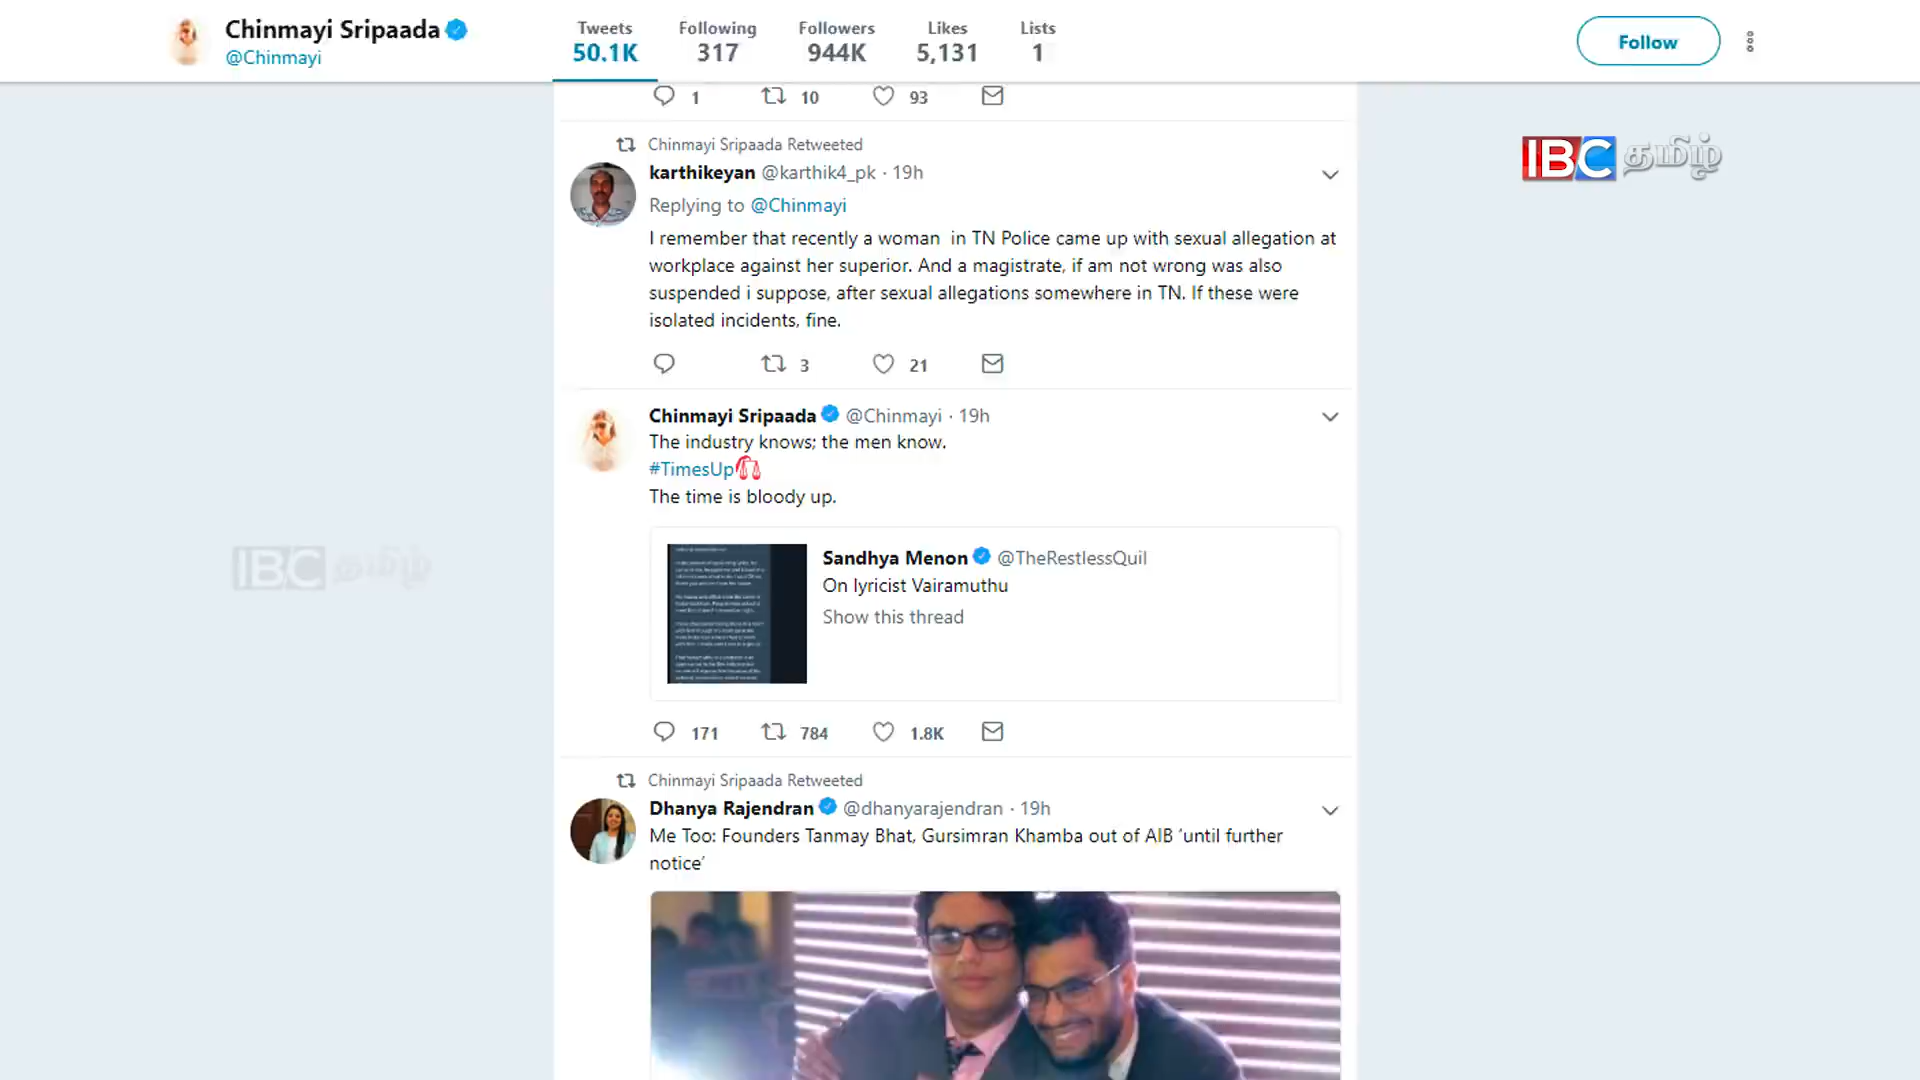 Chinmayi Sripaada
@Chinmayi
Tweets
50.1K
Following
317
Followers
944K
Likes
5,131
Lists
1
Follow
1 10 93
IBC தமிழ்
Chinmayi Sripaada Retweeted
karthikeyan @karthik4_pk · 19h
Replying to @Chinmayi
I remember that recently a woman in TN Police came up with sexual allegation at
workplace against her superior. And a magistrate, if am not wrong was also
suspended i suppose, after sexual allegations somewhere in TN. If these were
isolated incidents, fine.
3 21
Chinmayi Sripaada @Chinmayi · 19h
The industry knows; the men know.
#TimesUp
The time is bloody up.
IBC தமிழ்
Sandhya Menon @TheRestlessQuil
On lyricist Vairamuthu
Show this thread
171 784 1.8K
Chinmayi Sripaada Retweeted
Dhanya Rajendran @dhanyarajendran · 19h
Me Too: Founders Tanmay Bhat, Gursimran Khamba out of AIB ‘until further
notice’